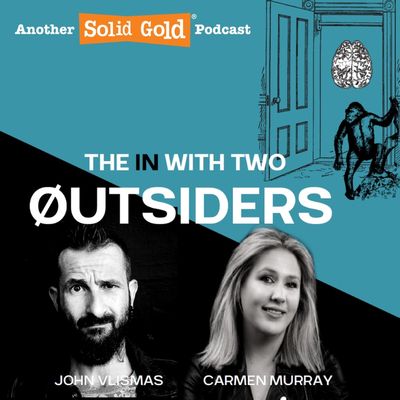 Another Solid Gold® Podcast
THE IN WITH TWO
ØUTSIDERS
JOHN VLISMAS CARMEN MURRAY